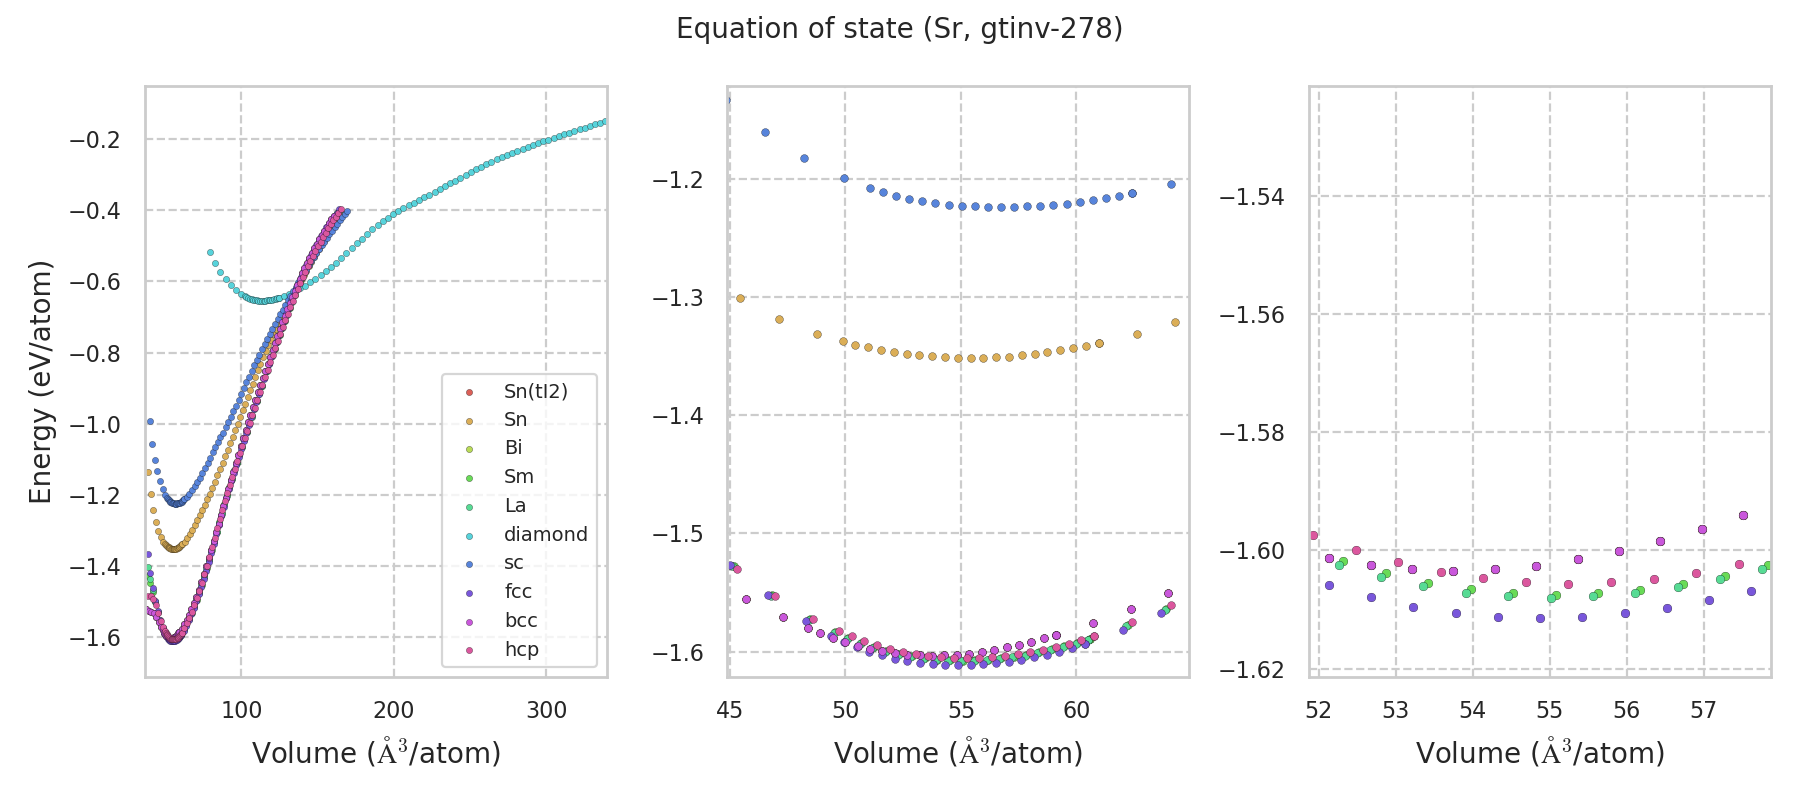 Equation of state (Sr, gtinv-278)
Energy (eV/atom)
−0.2
−0.4
−0.6
−0.8
−1.0
−1.2
−1.4
−1.6
100
200
300
Volume (Å³/atom)
Sn(tI2)
Sn
Bi
Sm
La
diamond
sc
fcc
bcc
hcp
−1.2
−1.3
−1.4
−1.5
−1.6
45
50
55
60
Volume (Å³/atom)
−1.54
−1.56
−1.58
−1.60
−1.62
52
53
54
55
56
57
Volume (Å³/atom)